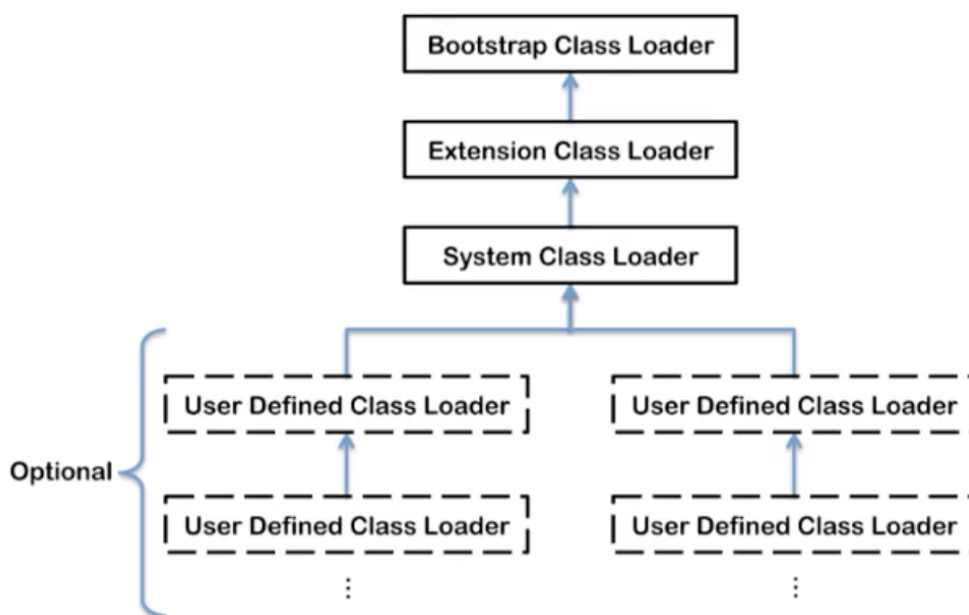 Bootstrap Class Loader
Extension Class Loader
System Class Loader
User Defined Class Loader
User Defined Class Loader
Optional
User Defined Class Loader
User Defined Class Loader